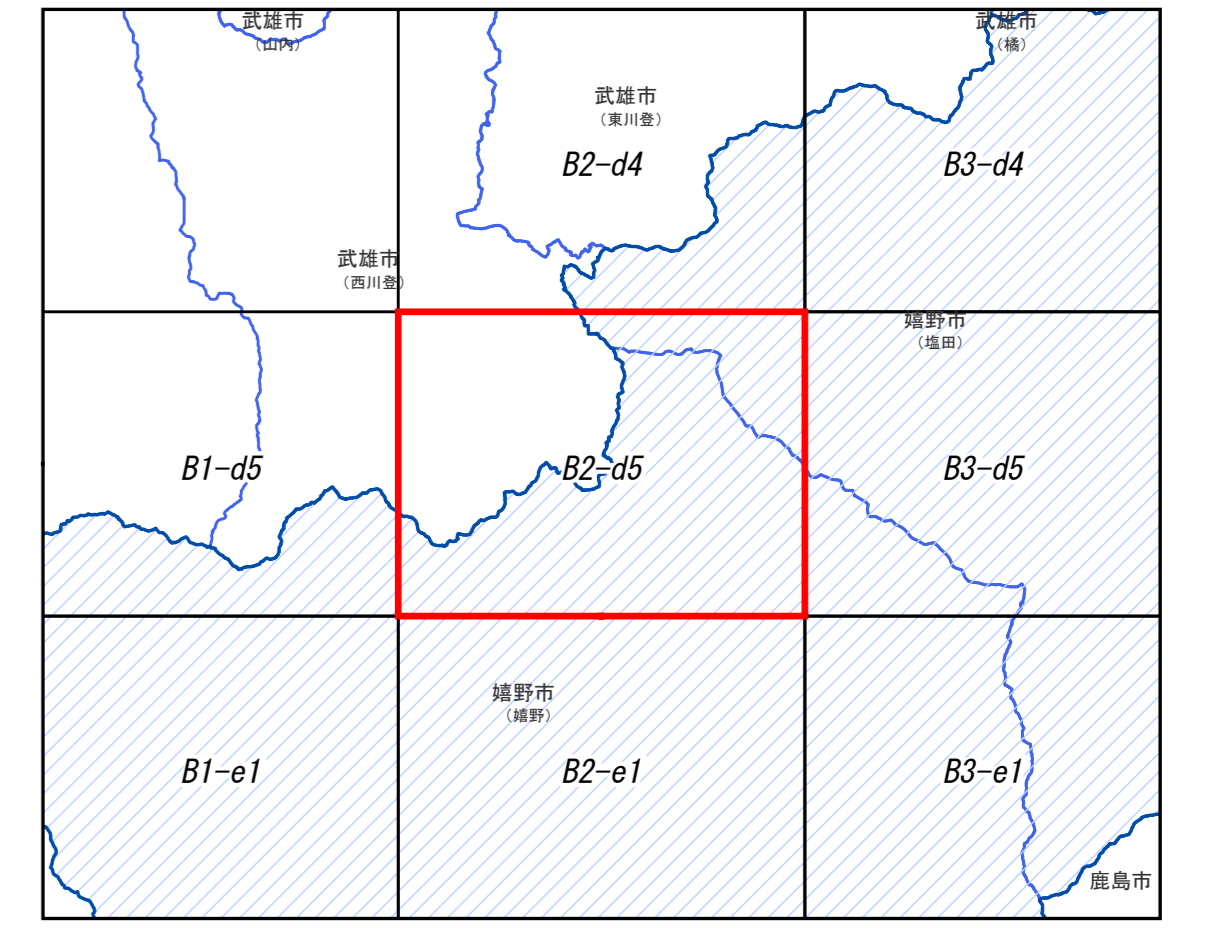 武雄市
（山内）
武雄市
（橘）
武雄市
（東川登）
B2-d4
B3-d4
武雄市
（西川登）
嬉野市
（塩田）
B1-d5
B2-d5
B3-d5
嬉野市
（嬉野）
B1-e1
B2-e1
B3-e1
鹿島市